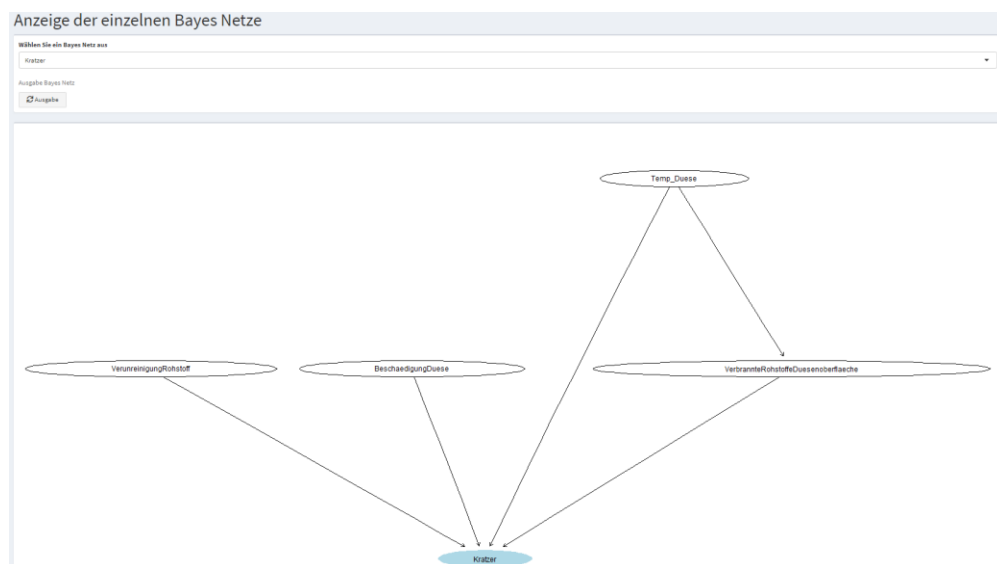 Anzeige der einzelnen Bayes Netze
Wählen Sie ein Bayes Netz aus
Kratzer
Ausgabe Bayes Netz
Ausgabe
Temp_Duese
VerunreinigungRohstoff
BeschaedigungDuese
VerbrannteRohstoffeDuesenoberflaeche
Kratzer